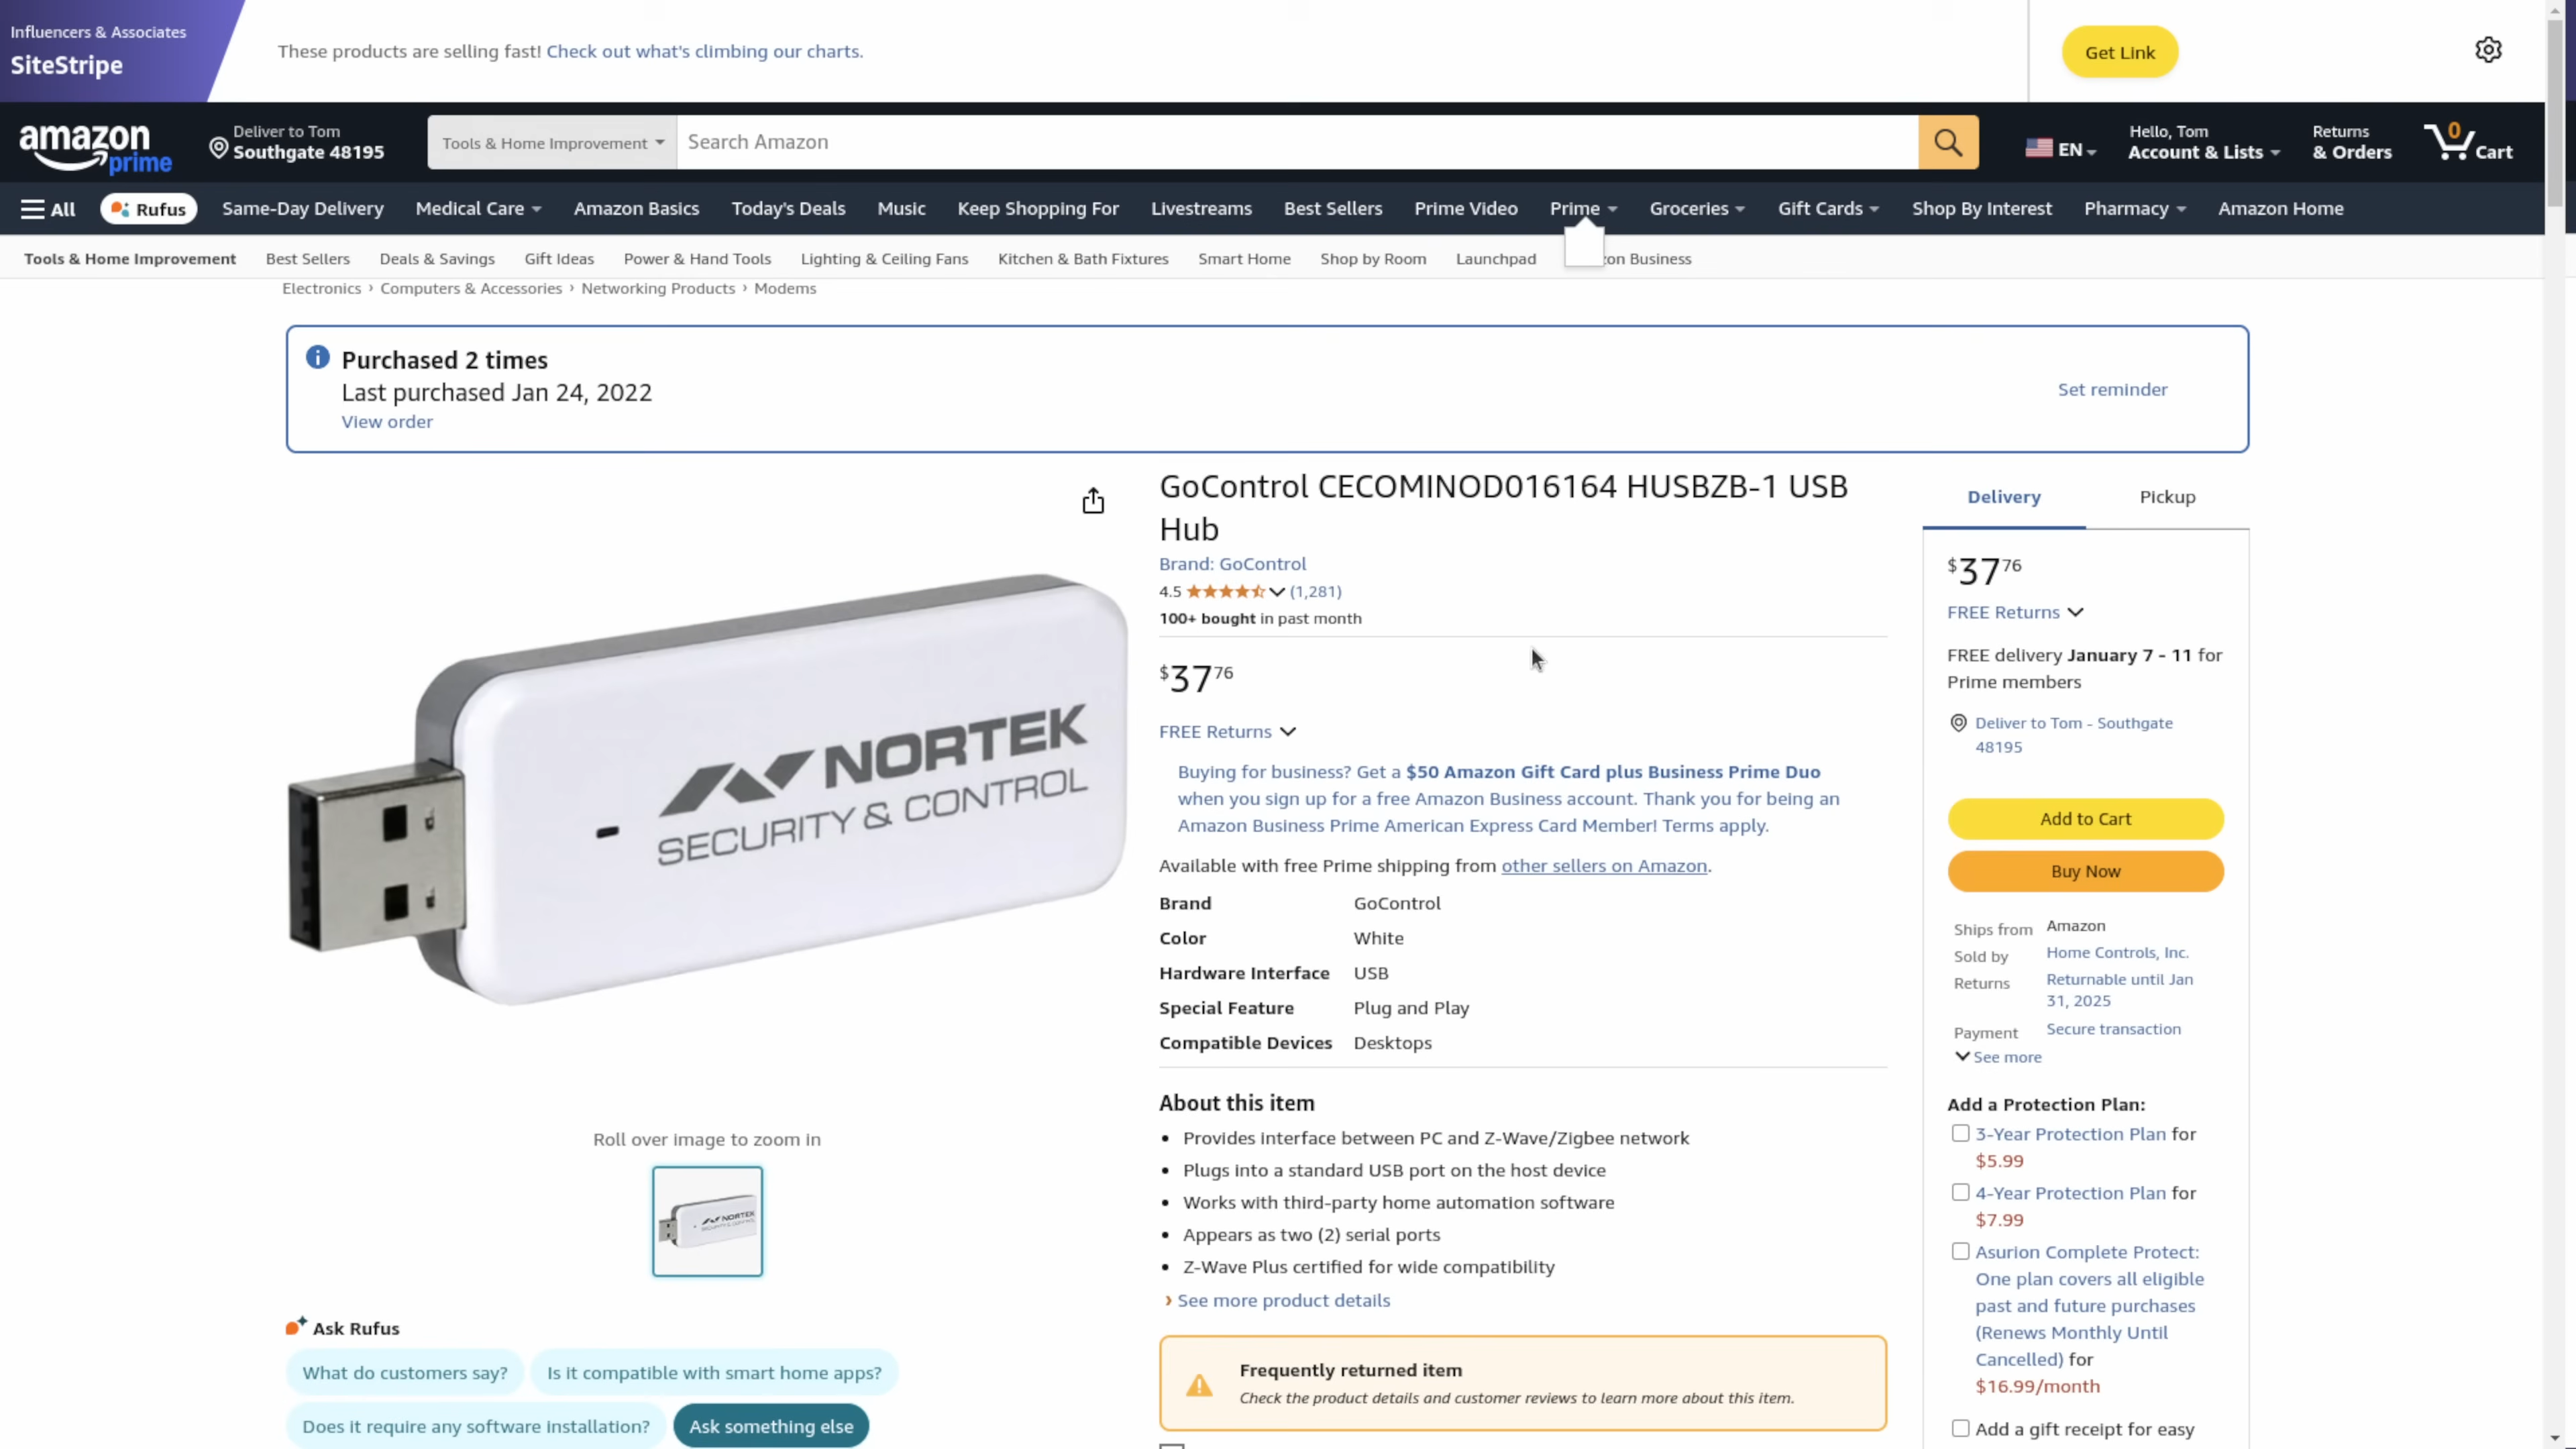 Influencers & Associates
SiteStripe
These products are selling fast! Check out what's climbing our charts.
Get Link
amazon
prime
Deliver to Tom
Southgate 48195
Tools & Home Improvement
Search Amazon
EN
Hello, Tom
Account & Lists
Returns
& Orders
0
Cart
All
Rufus
Same-Day Delivery
Medical Care
Amazon Basics
Today's Deals
Music
Keep Shopping For
Livestreams
Best Sellers
Prime Video
Prime
Groceries
Gift Cards
Shop By Interest
Pharmacy
Amazon Home
Tools & Home Improvement
Best Sellers
Deals & Savings
Gift Ideas
Power & Hand Tools
Lighting & Ceiling Fans
Kitchen & Bath Fixtures
Smart Home
Shop by Room
Launchpad
on Business
Electronics › Computers & Accessories › Networking Products › Modems
Purchased 2 times
Last purchased Jan 24, 2022
View order
Set reminder
NORTEK
SECURITY & CONTROL
Roll over image to zoom in
NORTEK
SECURITY & CONTROL
Ask Rufus
What do customers say?
Is it compatible with smart home apps?
Does it require any software installation?
Ask something else
GoControl CECOMINOD016164 HUSBZB-1 USB
Hub
Brand: GoControl
4.5 (1,281)
100+ bought in past month
$37 76
FREE Returns
Buying for business? Get a $50 Amazon Gift Card plus Business Prime Duo
when you sign up for a free Amazon Business account. Thank you for being an
Amazon Business Prime American Express Card Member! Terms apply.
Available with free Prime shipping from other sellers on Amazon.
Brand GoControl
Color White
Hardware Interface USB
Special Feature Plug and Play
Compatible Devices Desktops
About this item
• Provides interface between PC and Z-Wave/Zigbee network
• Plugs into a standard USB port on the host device
• Works with third-party home automation software
• Appears as two (2) serial ports
• Z-Wave Plus certified for wide compatibility
› See more product details
Frequently returned item
Check the product details and customer reviews to learn more about this item.
Delivery
Pickup
$37 76
FREE Returns
FREE delivery January 7 - 11 for
Prime members
Deliver to Tom - Southgate
48195
Add to Cart
Buy Now
Ships from Amazon
Sold by Home Controls, Inc.
Returns Returnable until Jan
31, 2025
Payment Secure transaction
See more
Add a Protection Plan:
3-Year Protection Plan for
$5.99
4-Year Protection Plan for
$7.99
Asurion Complete Protect:
One plan covers all eligible
past and future purchases
(Renews Monthly Until
Cancelled) for
$16.99/month
Add a gift receipt for easy